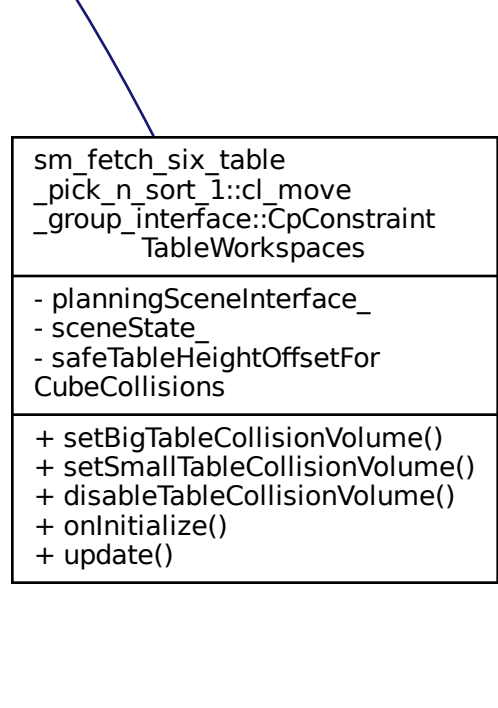 sm_fetch_six_table
_pick_n_sort_1::cl_move
_group_interface::CpConstraint
TableWorkspaces
- planningSceneInterface_
- sceneState_
- safeTableHeightOffsetFor
CubeCollisions
+ setBigTableCollisionVolume()
+ setSmallTableCollisionVolume()
+ disableTableCollisionVolume()
+ onInitialize()
+ update()